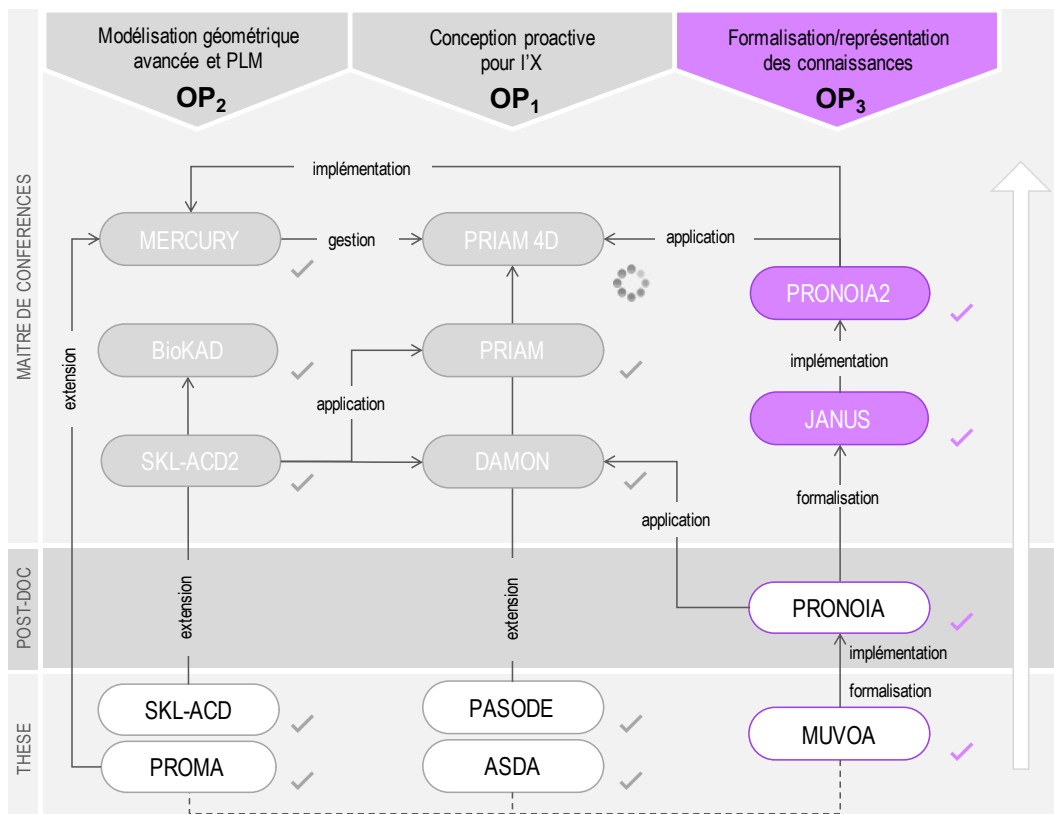 Modélisation géométrique
avancée et PLM
OP2
Conception proactive
pour l'X
OP1
Formalisation/représentation
des connaissances
OP3
MAITRE DE CONFERENCES
implémentation
MERCURY
gestion
PRIAM 4D
application
PRONOIA2
BioKAD
PRIAM
extension
application
implémentation
JANUS
SKL-ACD2
DAMON
formalisation
application
POST-DOC
extension
extension
PRONOIA
implémentation
formalisation
THESE
SKL-ACD
PASODE
MUVOA
PROMA
ASDA